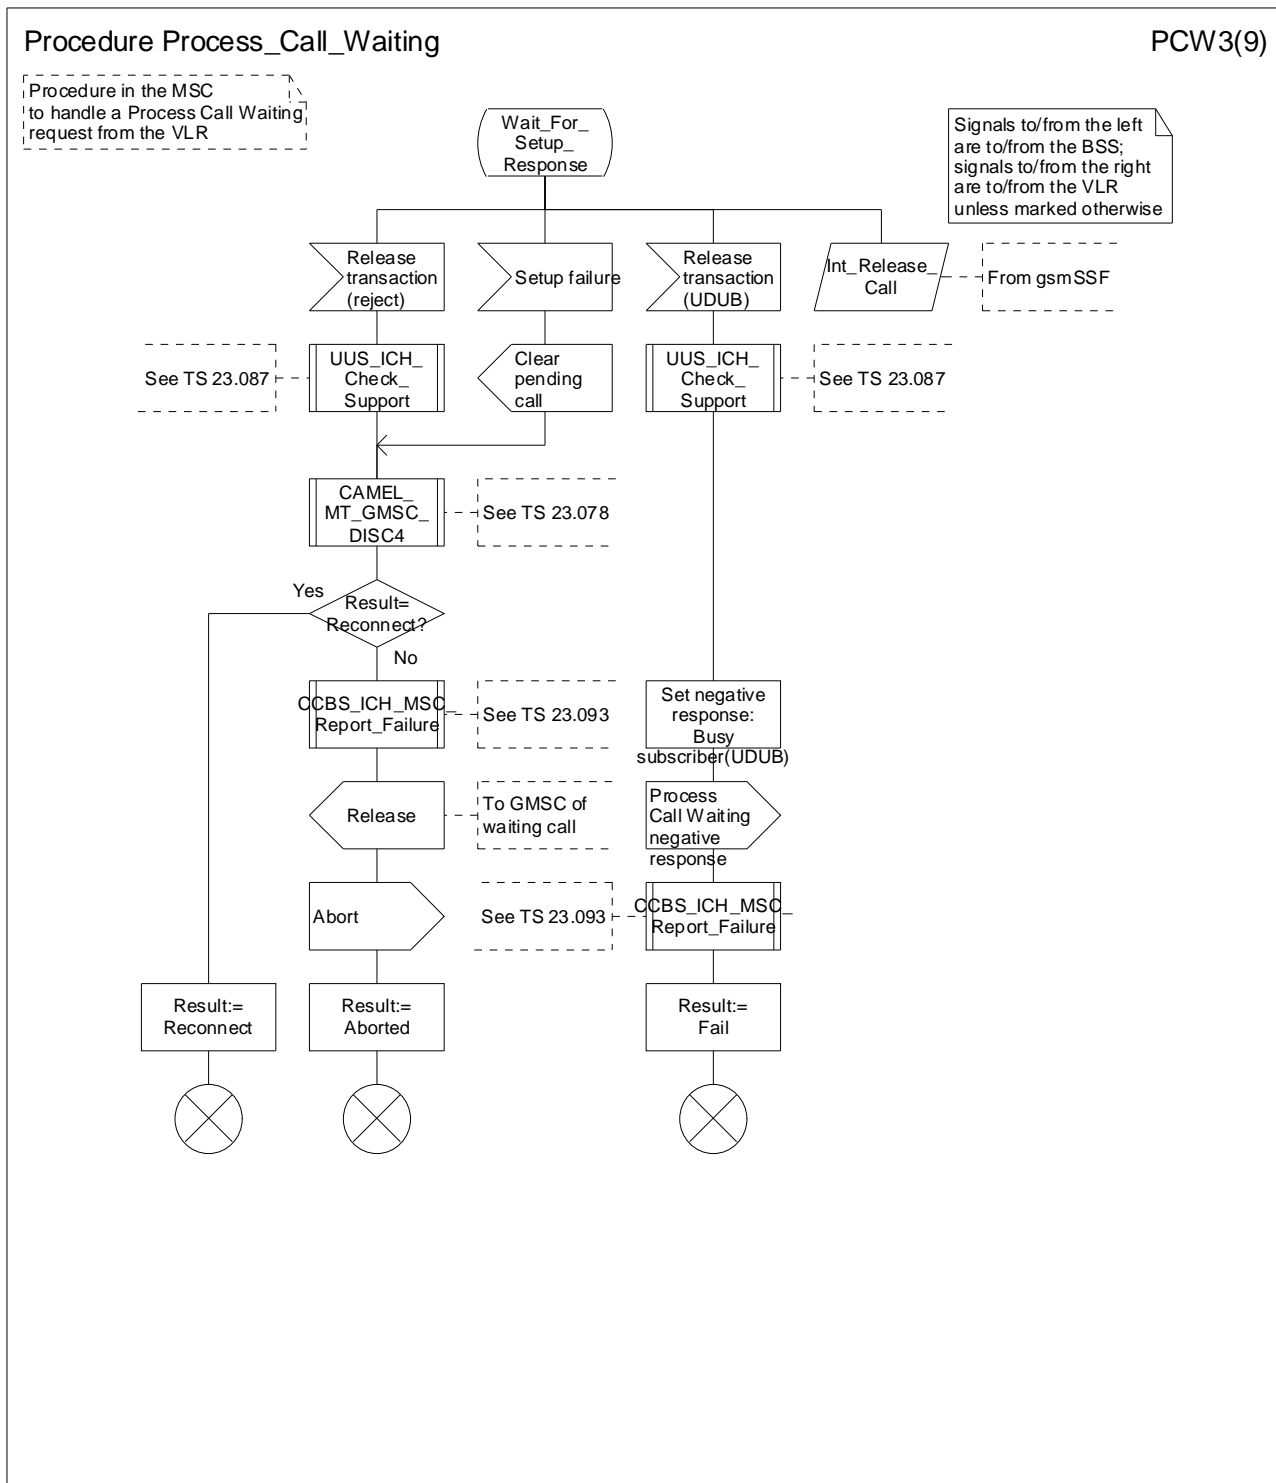 Procedure Process_Call_Waiting
PCW3(9)
Procedure in the MSC
to handle a Process Call Waiting
request from the VLR
Wait_For_
Setup_
Response
Signals to/from the left
are to/from the BSS;
signals to/from the right
are to/from the VLR
unless marked otherwise
Release
transaction
(reject)
Setup failure
Release
transaction
(UDUB)
Int_Release_
Call
From gsmSSF
See TS 23.087
UUS_ICH_
Check_
Support
Clear
pending
call
UUS_ICH_
Check_
Support
See TS 23.087
CAMEL_
MT_GMSC_
DISC4
See TS 23.078
Yes
Result=
Reconnect?
No
CCBS_ICH_MSC_
Report_Failure
See TS 23.093
Set negative
response:
Busy
subscriber(UDUB)
Release
To GMSC of
waiting call
Process
Call Waiting
negative
response
Abort
See TS 23.093
CCBS_ICH_MSC_
Report_Failure
Result:=
Reconnect
Result:=
Aborted
Result:=
Fail